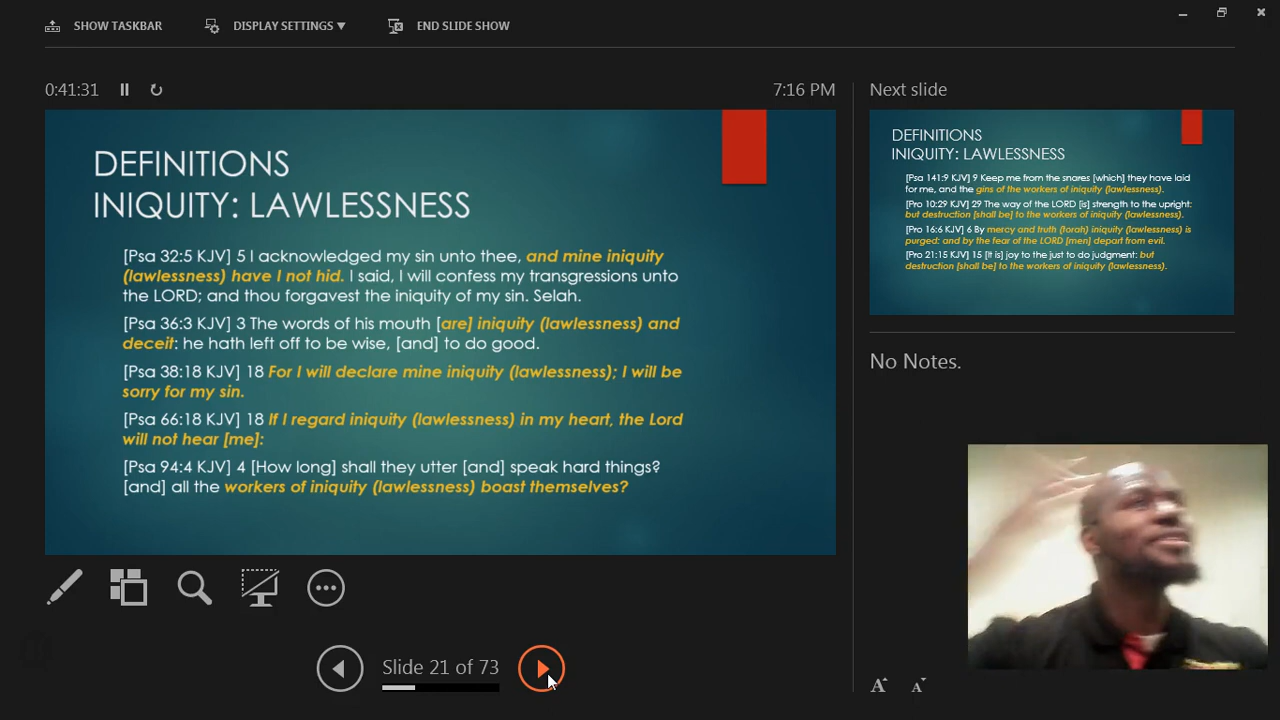 SHOW TASKBAR
DISPLAY SETTINGS ▼
END SLIDE SHOW
0:41:31
7:16 PM
DEFINITIONS
INIQUITY: LAWLESSNESS
[Psa 32:5 KJV] 5 I acknowledged my sin unto thee, and mine iniquity
(lawlessness) have I not hid. I said, I will confess my transgressions unto
the LORD; and thou forgavest the iniquity of my sin. Selah.
[Psa 36:3 KJV] 3 The words of his mouth [are] iniquity (lawlessness) and
deceit: he hath left off to be wise, [and] to do good.
[Psa 38:18 KJV] 18 For I will declare mine iniquity (lawlessness); I will be
sorry for my sin.
[Psa 66:18 KJV] 18 If I regard iniquity (lawlessness) in my heart, the Lord
will not hear [me]:
[Psa 94:4 KJV] 4 [How long] shall they utter [and] speak hard things?
[and] all the workers of iniquity (lawlessness) boast themselves?
Next slide
DEFINITIONS
INIQUITY: LAWLESSNESS
[Psa 141:9 KJV] 9 Keep me from the snares [which] they have laid
for me, and the gins of the workers of iniquity (lawlessness).
[Pro 10:29 KJV] 29 The way of the LORD [is] strength to the upright:
but destruction [shall be] to the workers of iniquity (lawlessness).
[Pro 16:6 KJV] 6 By mercy and truth (torah) iniquity (lawlessness) is
purged: and by the fear of the LORD [men] depart from evil.
[Pro 21:15 KJV] 15 [It is] joy to the just to do judgment: but
destruction [shall be] to the workers of iniquity (lawlessness).
No Notes.
Slide 21 of 73
A A